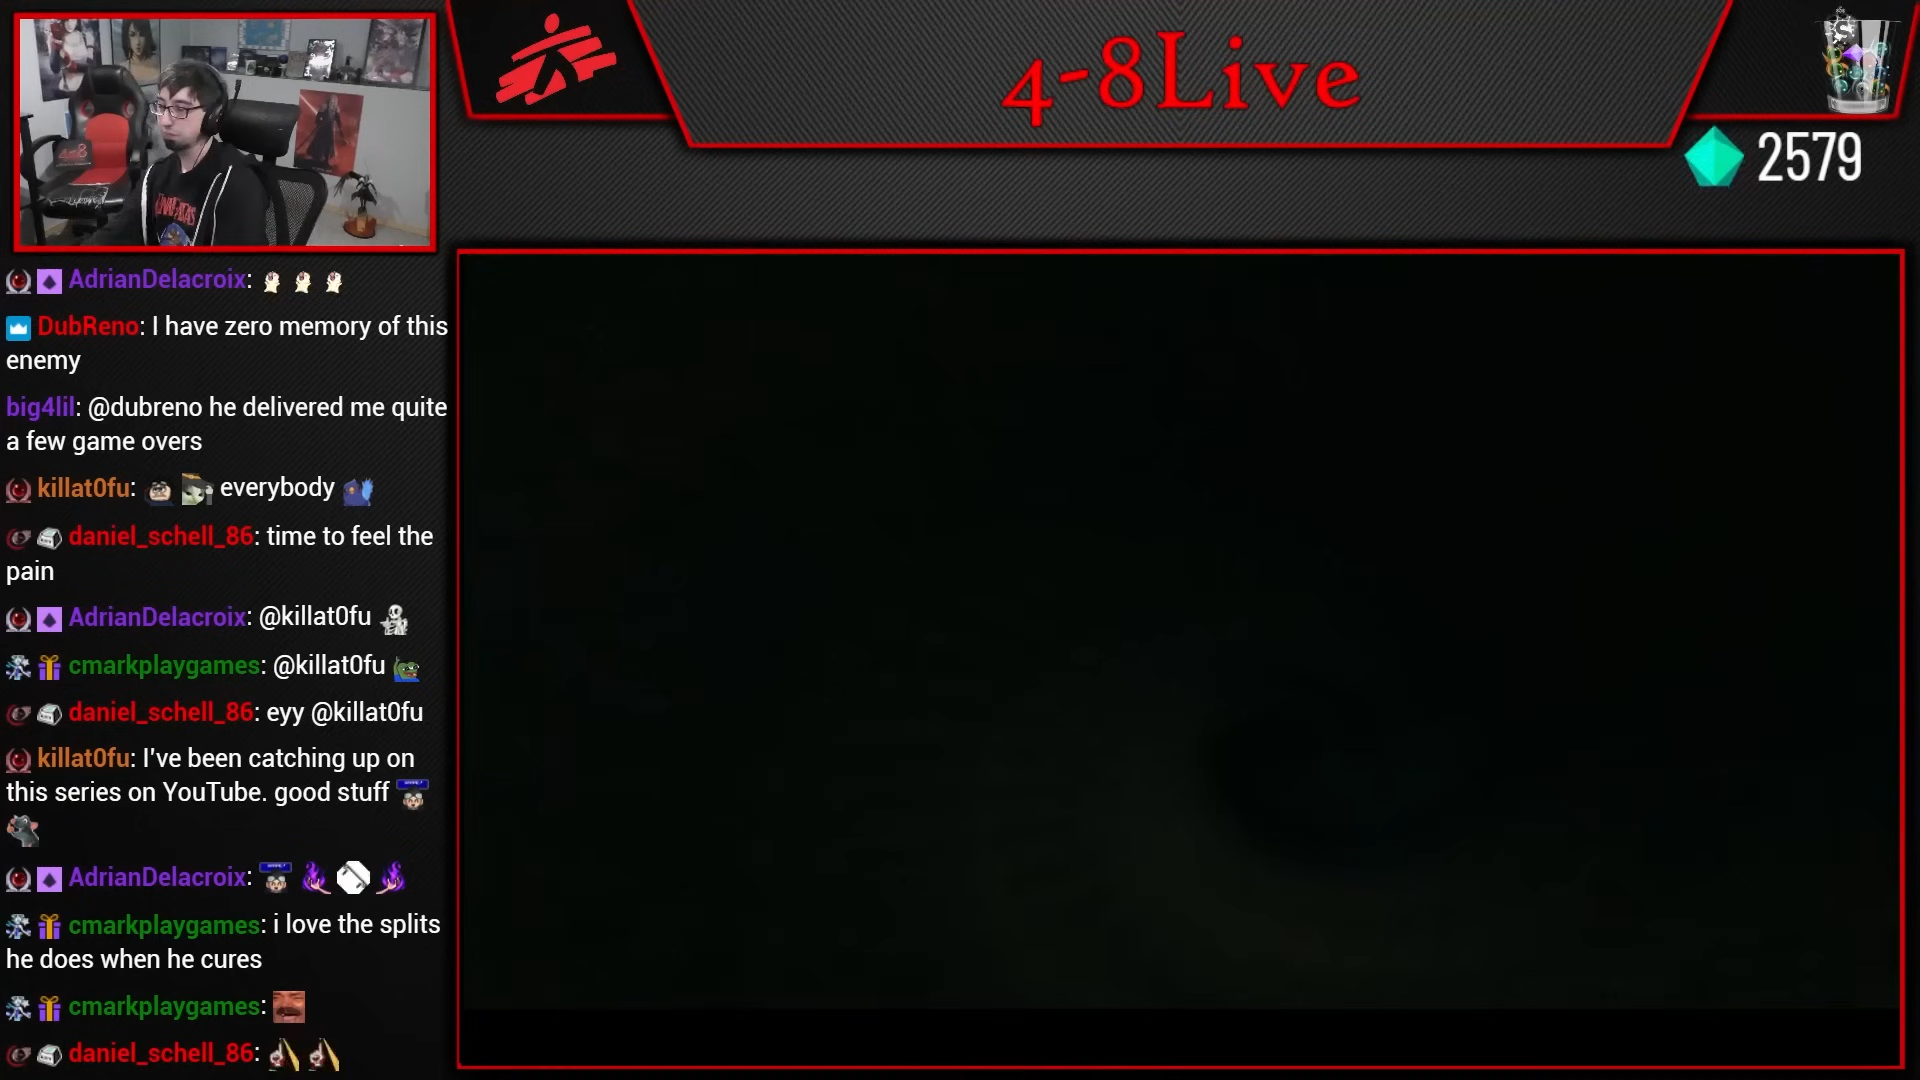 4-8Live
2579
AdrianDelacroix:
DubReno: I have zero memory of this
enemy
big4lil: @dubreno he delivered me quite
a few game overs
killat0fu: everybody
daniel_schell_86: time to feel the
pain
AdrianDelacroix: @killat0fu
cmarkplaygames: @killat0fu
daniel_schell_86: eyy @killat0fu
killat0fu: I've been catching up on
this series on YouTube. good stuff
AdrianDelacroix:
cmarkplaygames: i love the splits
he does when he cures
cmarkplaygames:
daniel_schell_86: